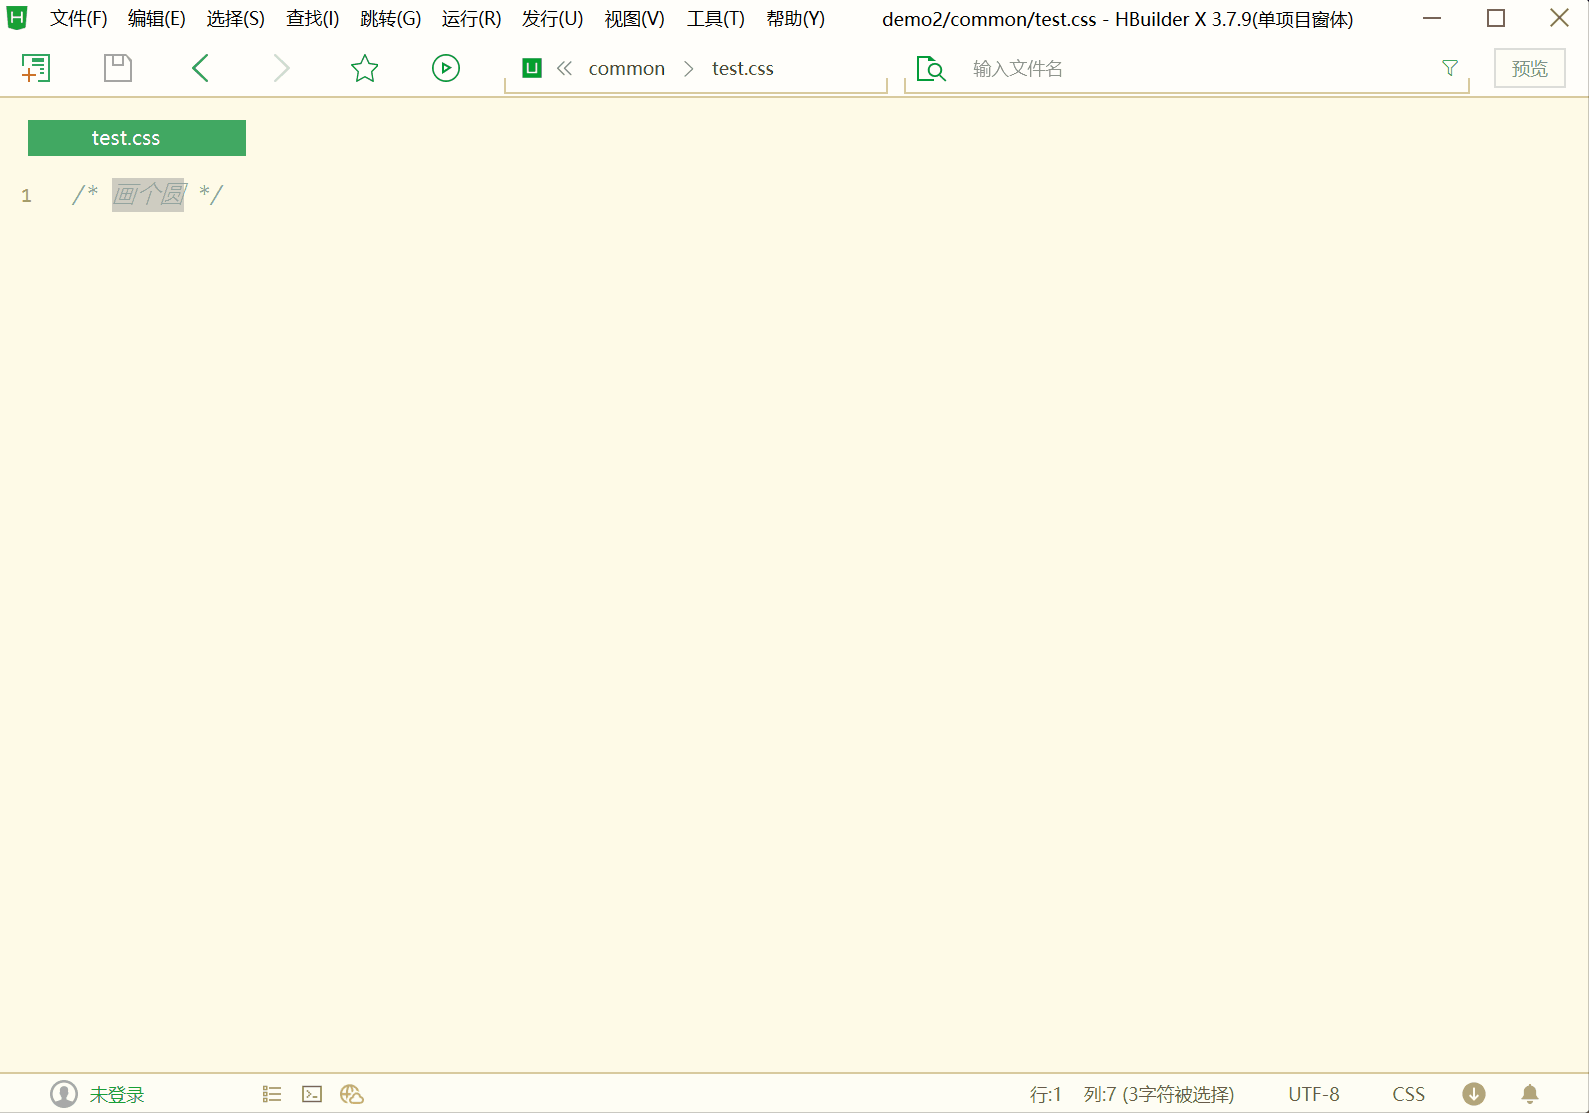 文件(F) 编辑(E) 选择(S) 查找(I) 跳转(G) 运行(R) 发行(U) 视图(V) 工具(T) 帮助(Y) demo2/common/test.css - HBuilder X 3.7.9(单项目窗体)
common test.css 输入文件名 预览
test.css
1 /* 画个圆 */
未登录 行:1 列:7 (3字符被选择) UTF-8 CSS